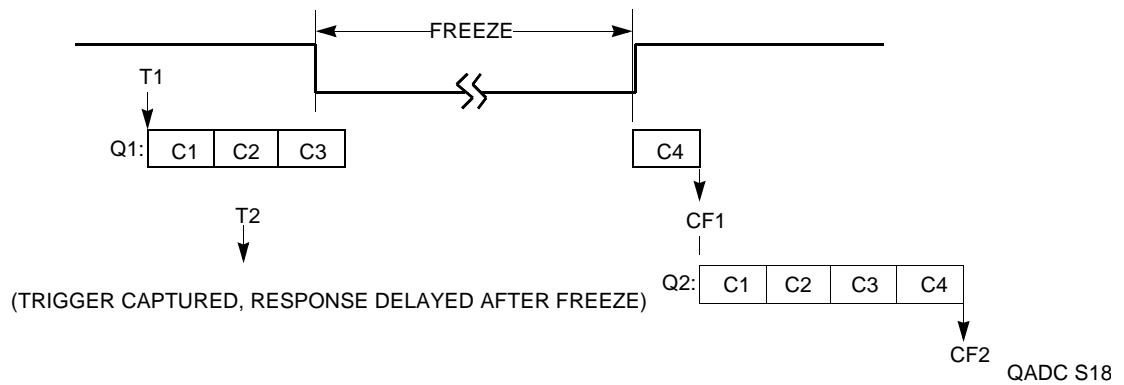 FREEZE
T1
Q1: C1 C2 C3
C4
T2
CF1
Q2: C1 C2 C3 C4
(TRIGGER CAPTURED, RESPONSE DELAYED AFTER FREEZE)
CF2
QADC S18